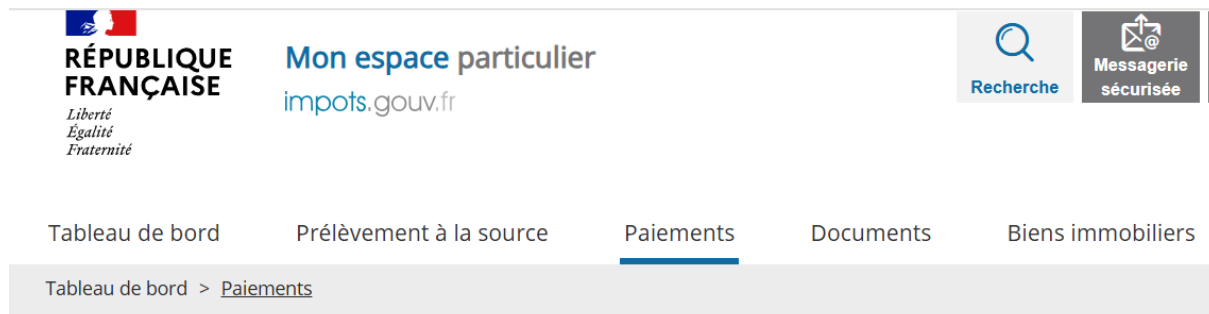 RÉPUBLIQUE
FRANÇAISE
Liberté
Égalité
Fraternité
Mon espace particulier
impots.gouv.fr
Recherche
Messagerie
sécurisée
Tableau de bord Prélèvement à la source Paiements Documents Biens immobiliers
Tableau de bord > Paiements